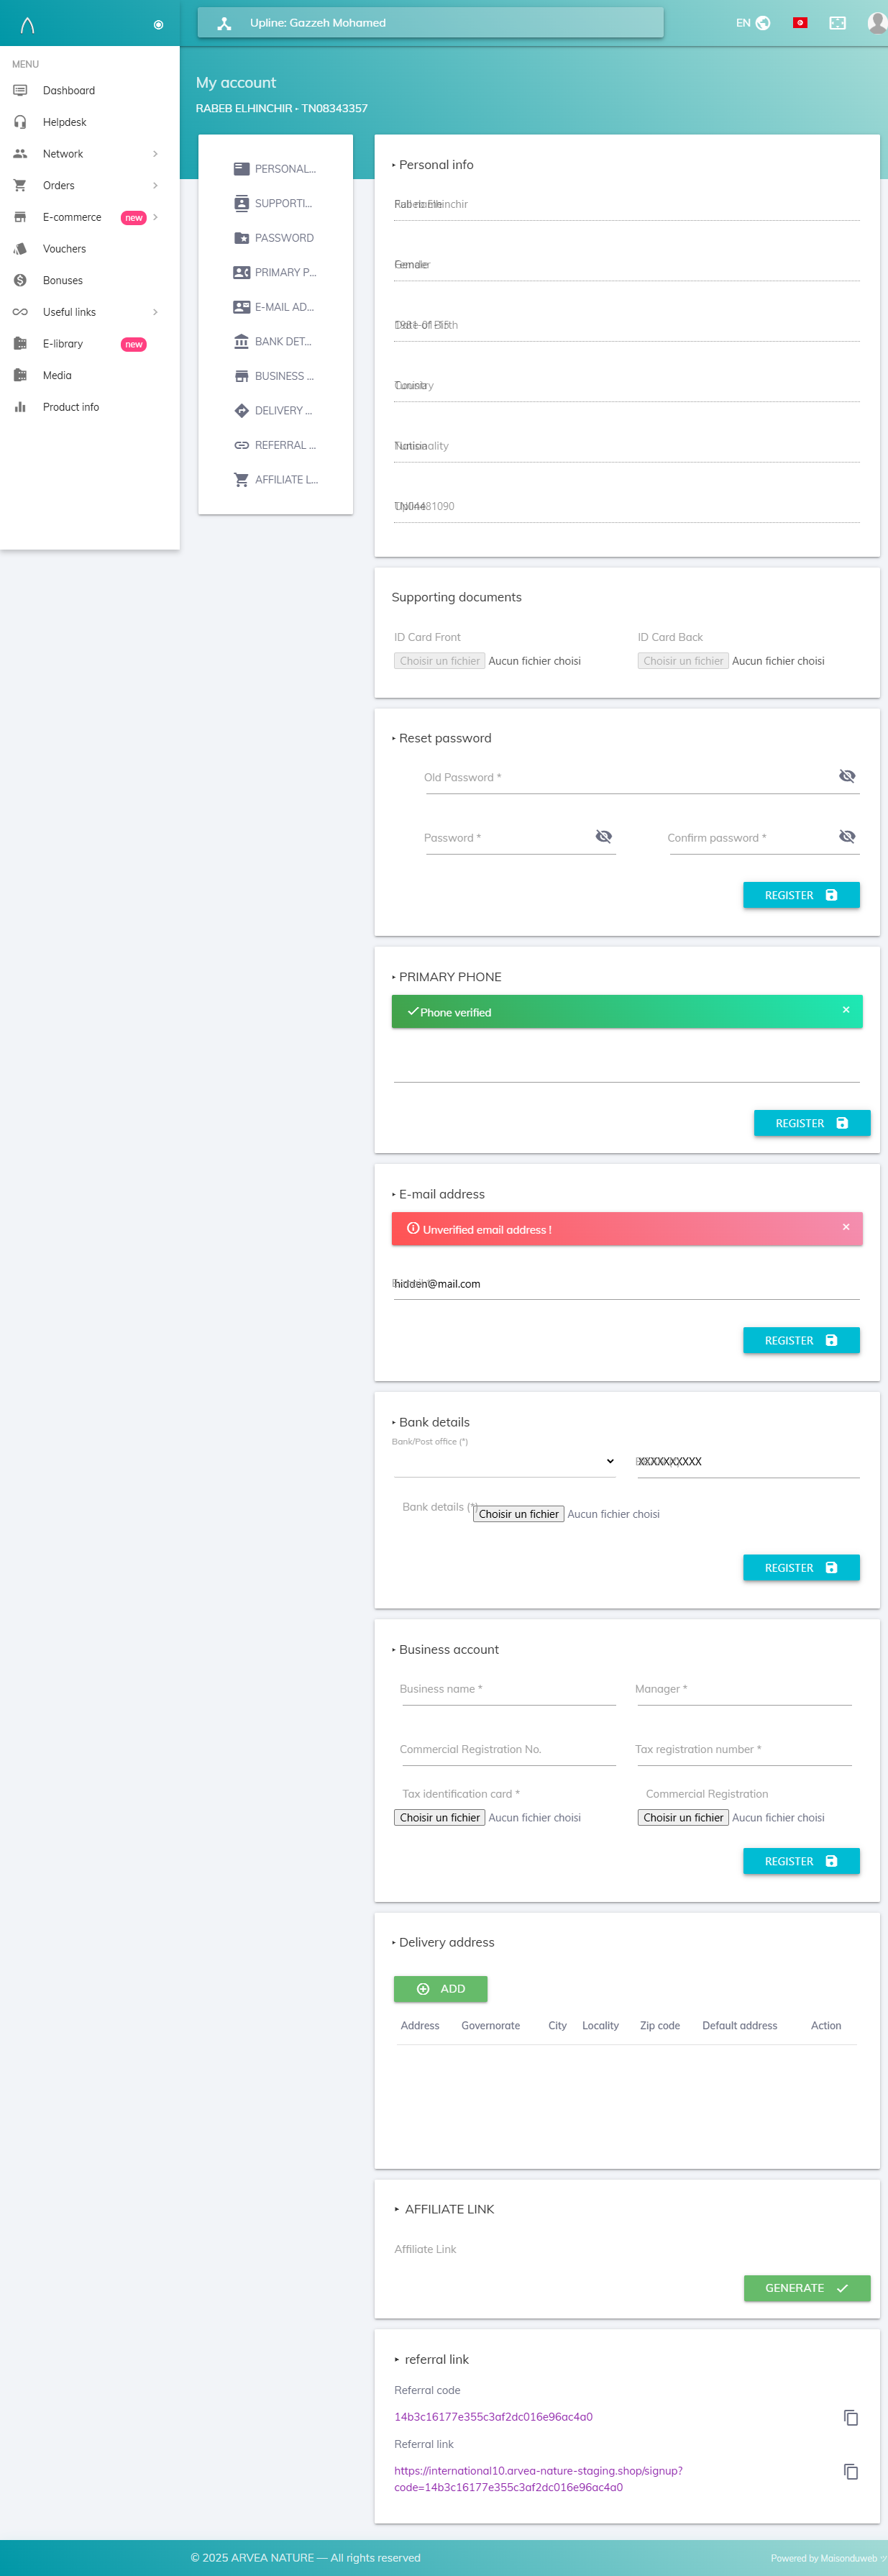 Upline: Gazzeh Mohamed
EN
MENU
Dashboard
Helpdesk
Network
Orders
E-commerce new
Vouchers
Bonuses
Useful links
E-library new
Media
Product info
My account
RABEB ELHINCHIR - TN08343357
PERSONAL...
SUPPORTI...
PASSWORD
PRIMARY P...
E-MAIL AD...
BANK DET...
BUSINESS ...
DELIVERY ...
REFERRAL ...
AFFILIATE L...
Personal info
Full name
Rabeb Elhinchir
Gender
Female
Date of Birth
Country
Tunisia
Nationality
Tunisia
Upline
Supporting documents
ID Card Front ID Card Back
Choisir un fichier Aucun fichier choisi Choisir un fichier Aucun fichier choisi
Reset password
Old Password *
Password * Confirm password *
REGISTER
PRIMARY PHONE
Phone verified
REGISTER
E-mail address
Unverified email address !
hidden@mail.com
REGISTER
Bank details
Bank/Post office (*)
XXXXXXXXX
Bank details (*)
Choisir un fichier Aucun fichier choisi
REGISTER
Business account
Business name * Manager *
Commercial Registration No. Tax registration number *
Tax identification card * Commercial Registration
Choisir un fichier Aucun fichier choisi Choisir un fichier Aucun fichier choisi
REGISTER
Delivery address
ADD
Address Governorate City Locality Zip code Default address Action
AFFILIATE LINK
Affiliate Link
GENERATE
referral link
Referral code
14b3c16177e355c3af2dc016e96ac4a0
Referral link
https://international10.arvea-nature-staging.shop/signup?
code=14b3c16177e355c3af2dc016e96ac4a0
© 2025 ARVEA NATURE — All rights reserved
Powered by Maisonduweb ツ